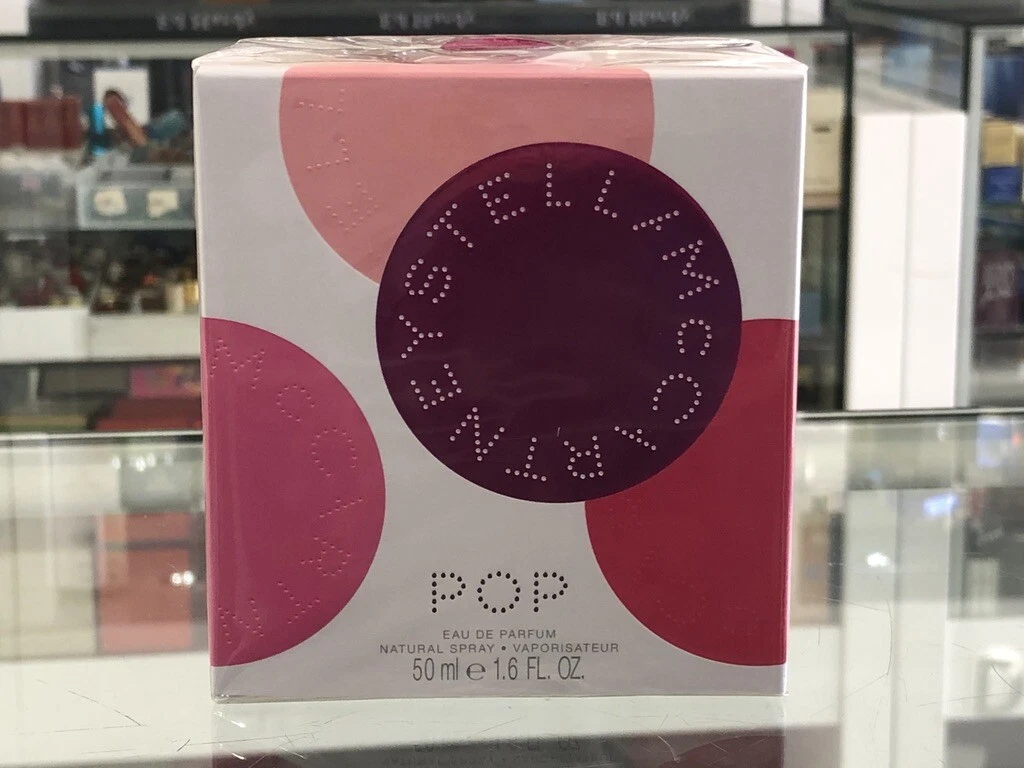 STELLA McCARTNEY
POP
EAU DE PARFUM
NATURAL SPRAY • VAPORISATEUR
50 ml ℮ 1.6 FL. OZ.